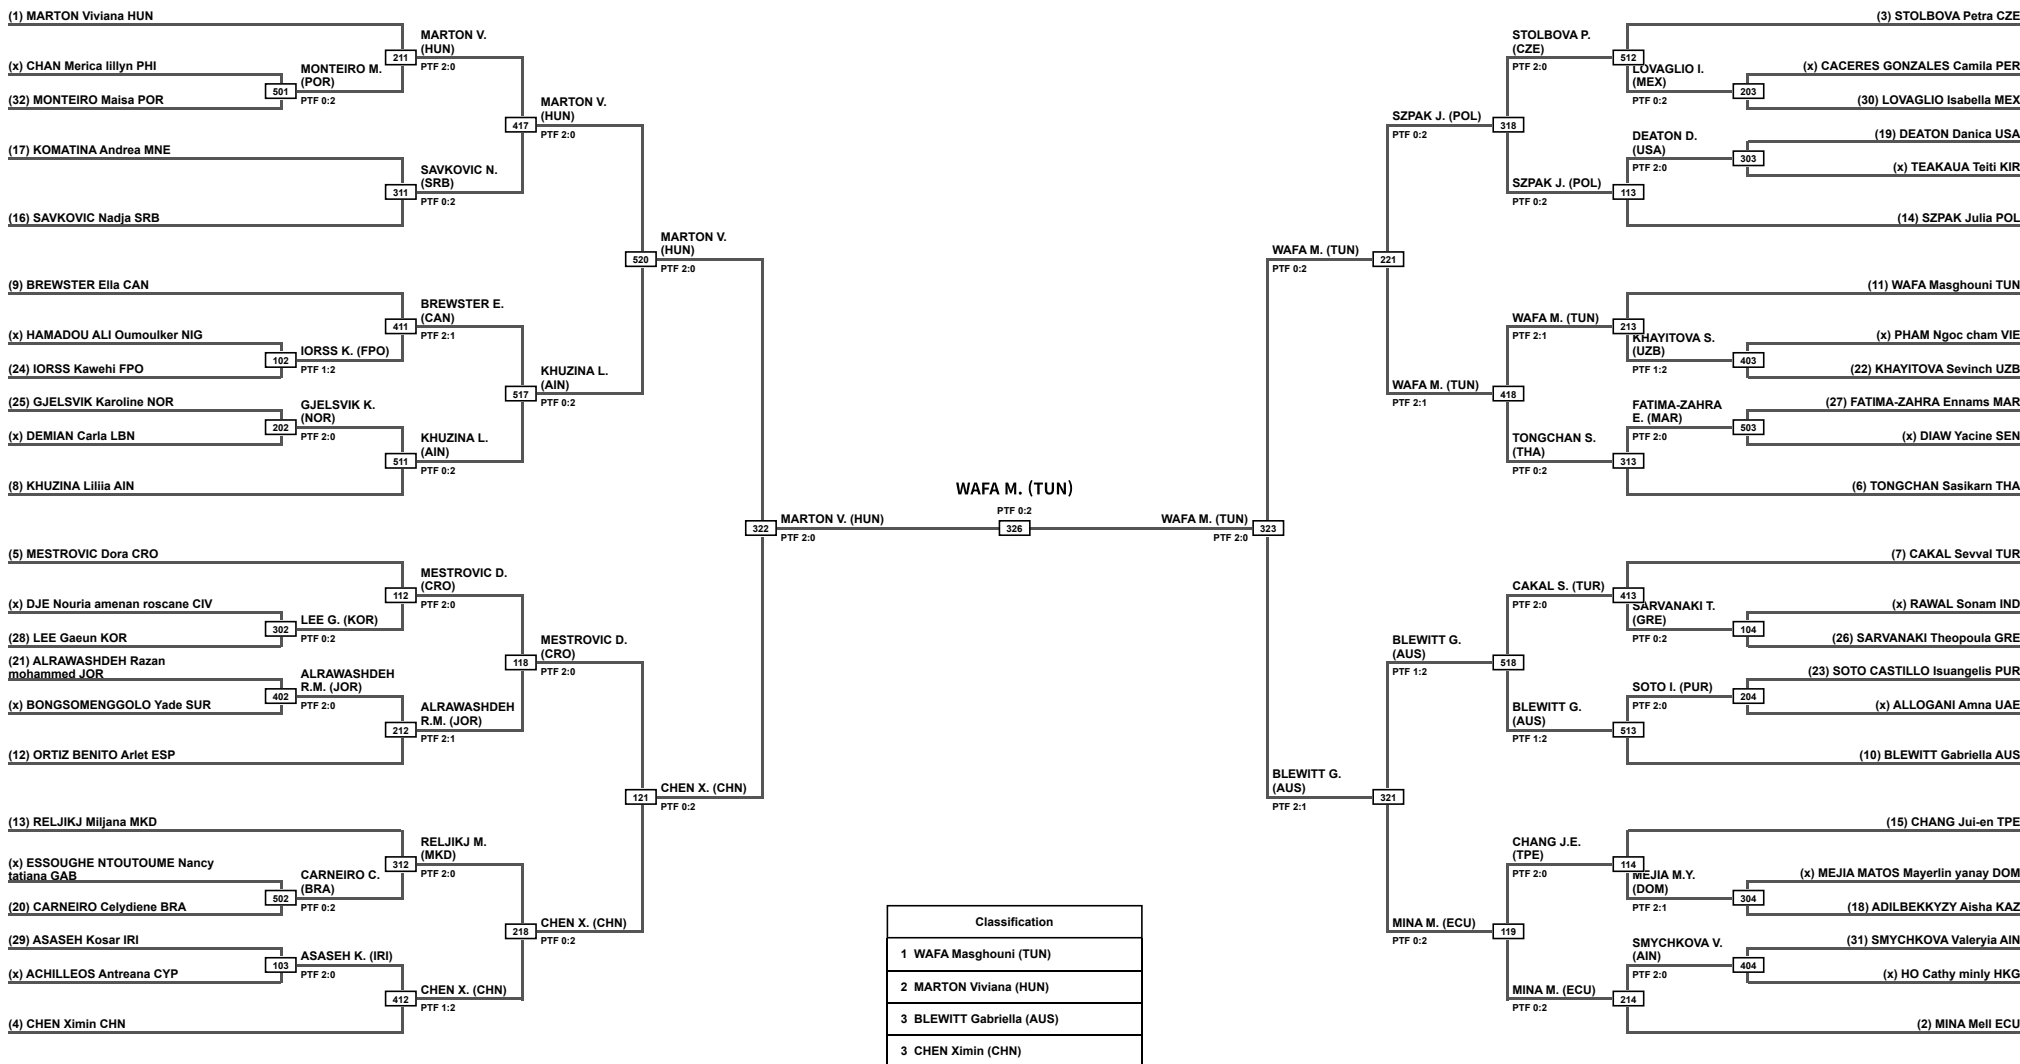 (1) MARTON Viviana HUN
(x) CHAN Merica lillyn PHI
(32) MONTEIRO Maisa POR
(17) KOMATINA Andrea MNE
(16) SAVKOVIC Nadja SRB
(9) BREWSTER Ella CAN
(x) HAMADOU ALI Oumoulker NIG
(24) IORSS Kawehi FPO
(25) GJELSVIK Karoline NOR
(x) DEMIAN Carla LBN
(8) KHUZINA Liliia AIN
(5) MESTROVIC Dora CRO
(x) DJE Nouria amenan roscane CIV
(28) LEE Gaeun KOR
(21) ALRAWASHDEH Razan
mohammed JOR
(x) BONGSOMENGGOLO Yade SUR
(12) ORTIZ BENITO Arlet ESP
(13) RELJIKJ Miljana MKD
(x) ESSOUGHE NTOUTOUME Nancy
tatiana GAB
(20) CARNEIRO Celydiene BRA
(29) ASASEH Kosar IRI
(x) ACHILLEOS Antreana CYP
(4) CHEN Ximin CHN
501
MONTEIRO M.
(POR)
PTF 0:2
102
IORSS K. (FPO)
PTF 1:2
202
GJELSVIK K.
(NOR)
PTF 2:0
302
LEE G. (KOR)
PTF 0:2
402
ALRAWASHDEH
R.M. (JOR)
PTF 2:0
502
CARNEIRO C.
(BRA)
PTF 0:2
103
ASASEH K. (IRI)
PTF 2:0
211
MARTON V.
(HUN)
PTF 2:0
311
SAVKOVIC N.
(SRB)
PTF 0:2
411
BREWSTER E.
(CAN)
PTF 2:1
511
KHUZINA L.
(AIN)
PTF 0:2
112
MESTROVIC D.
(CRO)
PTF 2:0
212
ALRAWASHDEH
R.M. (JOR)
PTF 2:1
312
RELJIKJ M.
(MKD)
PTF 2:0
412
CHEN X. (CHN)
PTF 1:2
417
MARTON V.
(HUN)
PTF 2:0
517
KHUZINA L.
(AIN)
PTF 0:2
118
MESTROVIC D.
(CRO)
PTF 2:0
218
CHEN X. (CHN)
PTF 0:2
520
MARTON V.
(HUN)
PTF 2:0
121
CHEN X. (CHN)
PTF 0:2
322
MARTON V. (HUN)
PTF 2:0
WAFA M. (TUN)
PTF 0:2
326
WAFA M. (TUN)
PTF 2:0
323
WAFA M. (TUN)
PTF 0:2
221
BLEWITT G.
(AUS)
PTF 2:1
321
SZPAK J. (POL)
PTF 0:2
318
WAFA M. (TUN)
PTF 2:1
418
BLEWITT G.
(AUS)
PTF 1:2
518
MINA M. (ECU)
PTF 0:2
119
STOLBOVA P.
(CZE)
PTF 2:0
512
SZPAK J. (POL)
PTF 0:2
113
WAFA M. (TUN)
PTF 2:1
213
TONGCHAN S.
(THA)
PTF 0:2
313
CAKAL S. (TUR)
PTF 2:0
413
BLEWITT G.
(AUS)
PTF 1:2
513
CHANG J.E.
(TPE)
PTF 2:0
114
MINA M. (ECU)
PTF 0:2
214
LOVAGLIO I.
(MEX)
PTF 0:2
203
DEATON D.
(USA)
PTF 2:0
303
KHAYITOVA S.
(UZB)
PTF 1:2
403
FATIMA-ZAHRA
E. (MAR)
PTF 2:0
503
SARVANAKI T.
(GRE)
PTF 0:2
104
SOTO I. (PUR)
PTF 2:0
204
MEJIA M.Y.
(DOM)
PTF 2:1
304
SMYCHKOVA V.
(AIN)
PTF 2:0
404
(3) STOLBOVA Petra CZE
(x) CACERES GONZALES Camila PER
(30) LOVAGLIO Isabella MEX
(19) DEATON Danica USA
(x) TEAKAUA Teiti KIR
(14) SZPAK Julia POL
(11) WAFA Masghouni TUN
(x) PHAM Ngoc cham VIE
(22) KHAYITOVA Sevinch UZB
(27) FATIMA-ZAHRA Ennams MAR
(x) DIAW Yacine SEN
(6) TONGCHAN Sasikarn THA
(7) CAKAL Sevval TUR
(x) RAWAL Sonam IND
(26) SARVANAKI Theopoula GRE
(23) SOTO CASTILLO Isuangelis PUR
(x) ALLOGANI Amna UAE
(10) BLEWITT Gabriella AUS
(15) CHANG Jui-en TPE
(x) MEJIA MATOS Mayerlin yanay DOM
(18) ADILBEKKYZY Aisha KAZ
(31) SMYCHKOVA Valeryia AIN
(x) HO Cathy minly HKG
(2) MINA Mell ECU
Classification
1 WAFA Masghouni (TUN)
2 MARTON Viviana (HUN)
3 BLEWITT Gabriella (AUS)
3 CHEN Ximin (CHN)